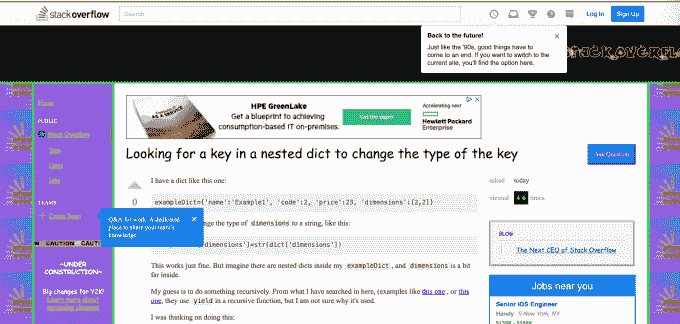 stackoverflow
Search
Log In
Sign Up
Back to the future!
Just like the '90s, good things have to
come to an end. If you want to switch to the
current site, you'll find the option here.
STACK OVERFL
HPE GreenLake
Get a blueprint to achieving
consumption-based IT on-premises.
Get the paper
Accelerating next
Hewlett Packard
Enterprise
Home
PUBLIC
Stack Overflow
Tags
Users
Jobs
TEAMS
Create Team
Q&A for work. A dedicated
place to share your team's
knowledge
CAUTION CAUTI
~UNDER
CONSTRUCTION~
Big changes for Y2K!
Learn more about
upcoming changes!
Looking for a key in a nested dict to change the type of the key
Ask Question
I have a dict like this one:
0
exampleDict={'name':'Example1', 'code':2, 'price':23, 'dimensions':[2,2]}
nge the type of dimensions to a string, like this:
dimensions']=str(dict['dimensions'])
This works just fine. But imagine there are nested dicts inside my exampleDict, and dimensions is a bit
far inside.
My guess is to do something recursively. From what I have searched in here, (examples like this one, or this
one, they use yield in a recursive function, but I am not sure why it's used.
I was thinking on doing this:
asked today
viewed 46 times
BLOG
The Next CEO of Stack Overflow
Jobs near you
Senior iOS Engineer
Handy New York, NY